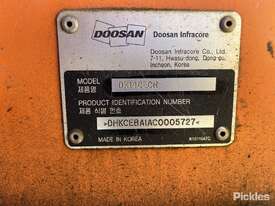 DOOSAN
Doosan Infracore
Doosan Infracore Co., Ltd.
7-11, Hwasu-dong, Dong-gu,
Incheon, Korea
MODEL
제품명
PRODUCT IDENTIFICATION NUMBER
제품 식별 번호
MADE IN KOREA
Pickles